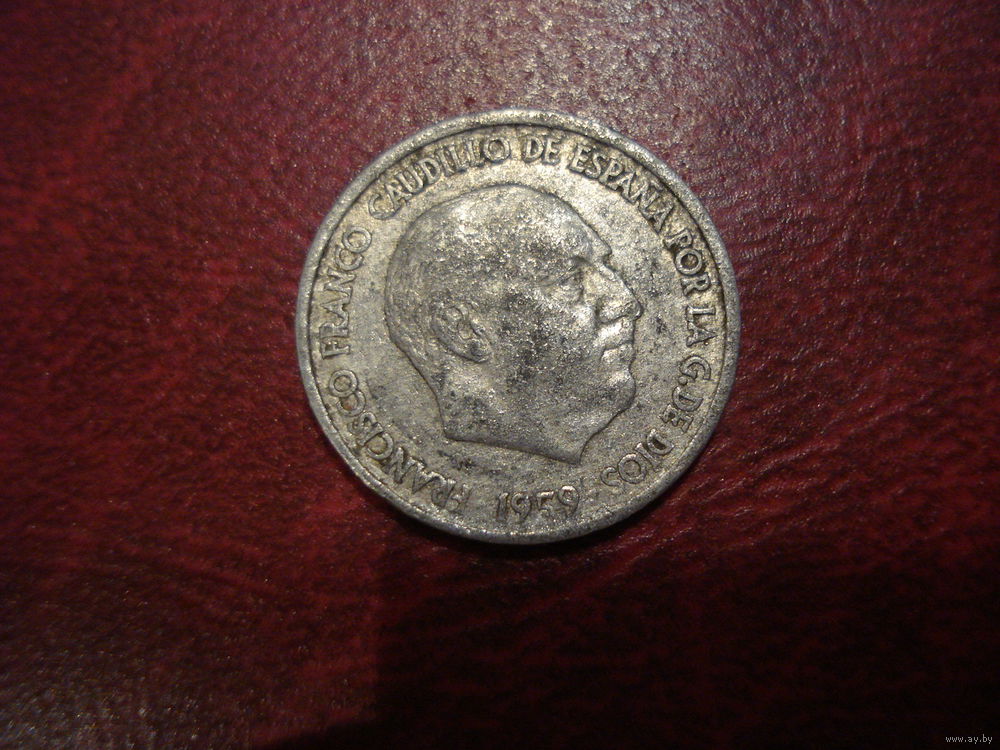 FRANCISCO FRANCO CAUDILLO DE ESPAÑA POR LA G. DE DIOS
1959
www.ay.by